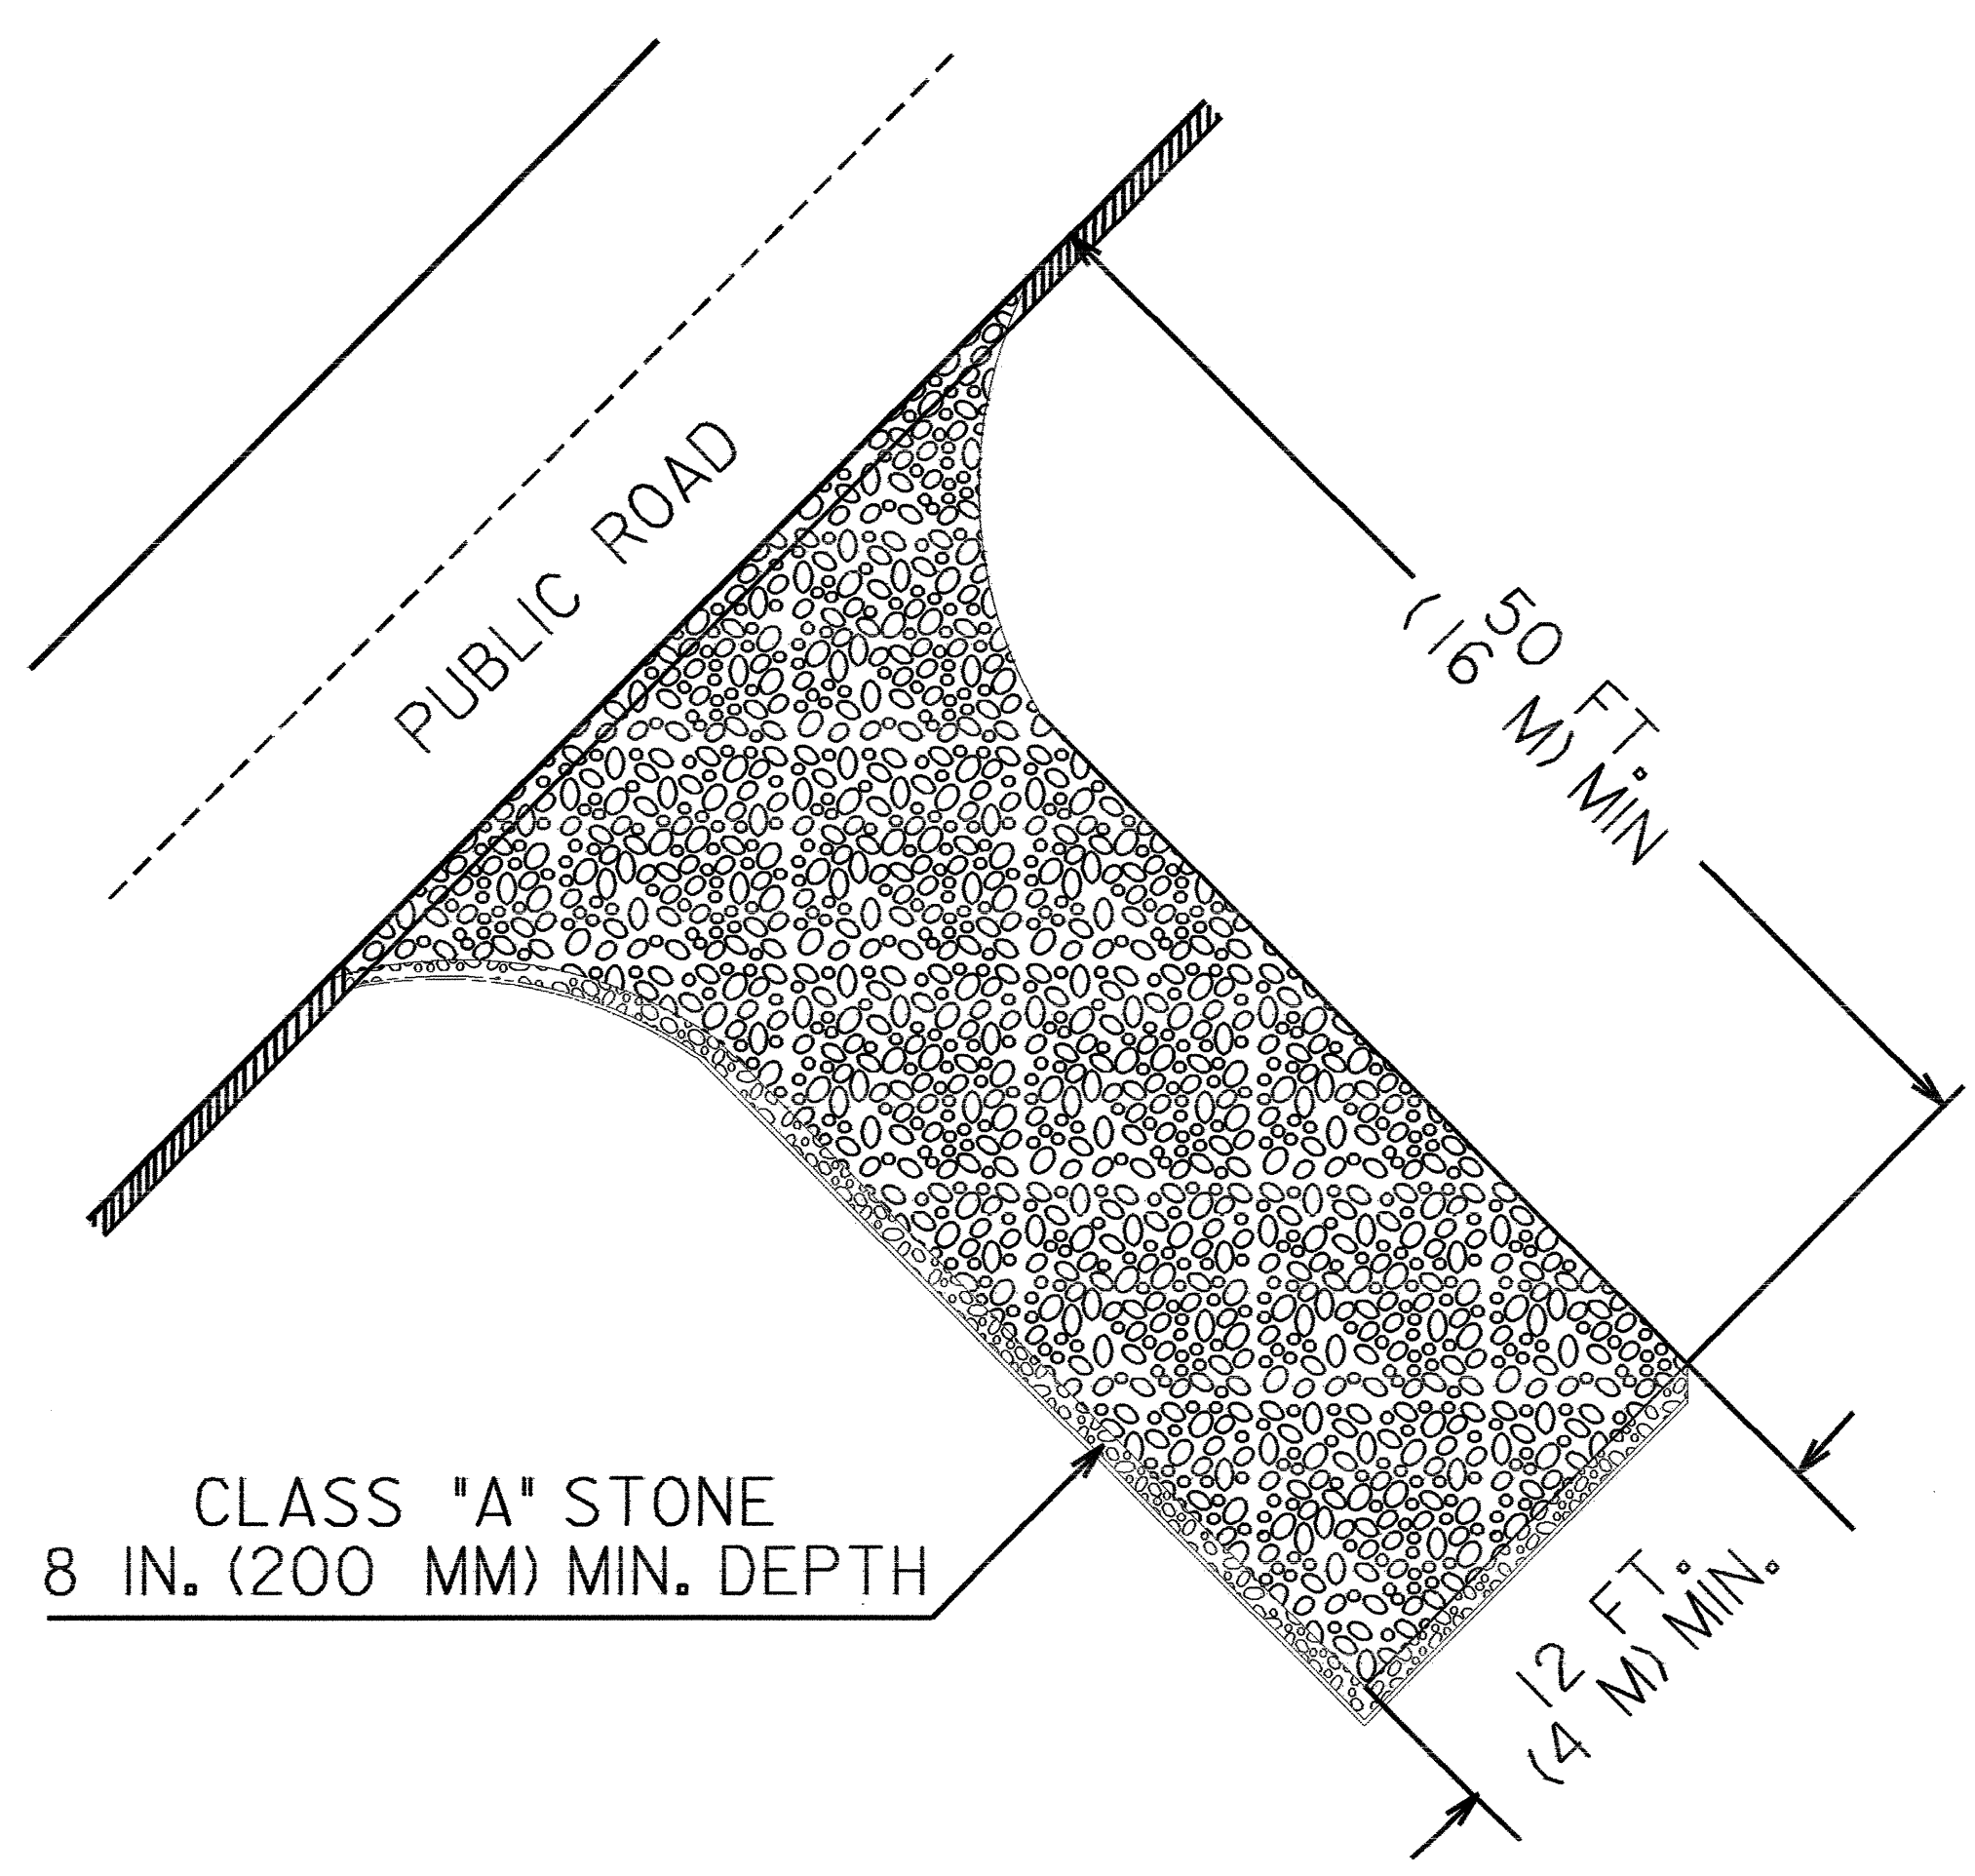 PUBLIC ROAD
50 FT.
(16 M) MIN
CLASS "A" STONE
8 IN. (200 MM) MIN. DEPTH
12 FT.
(4 M) MIN.